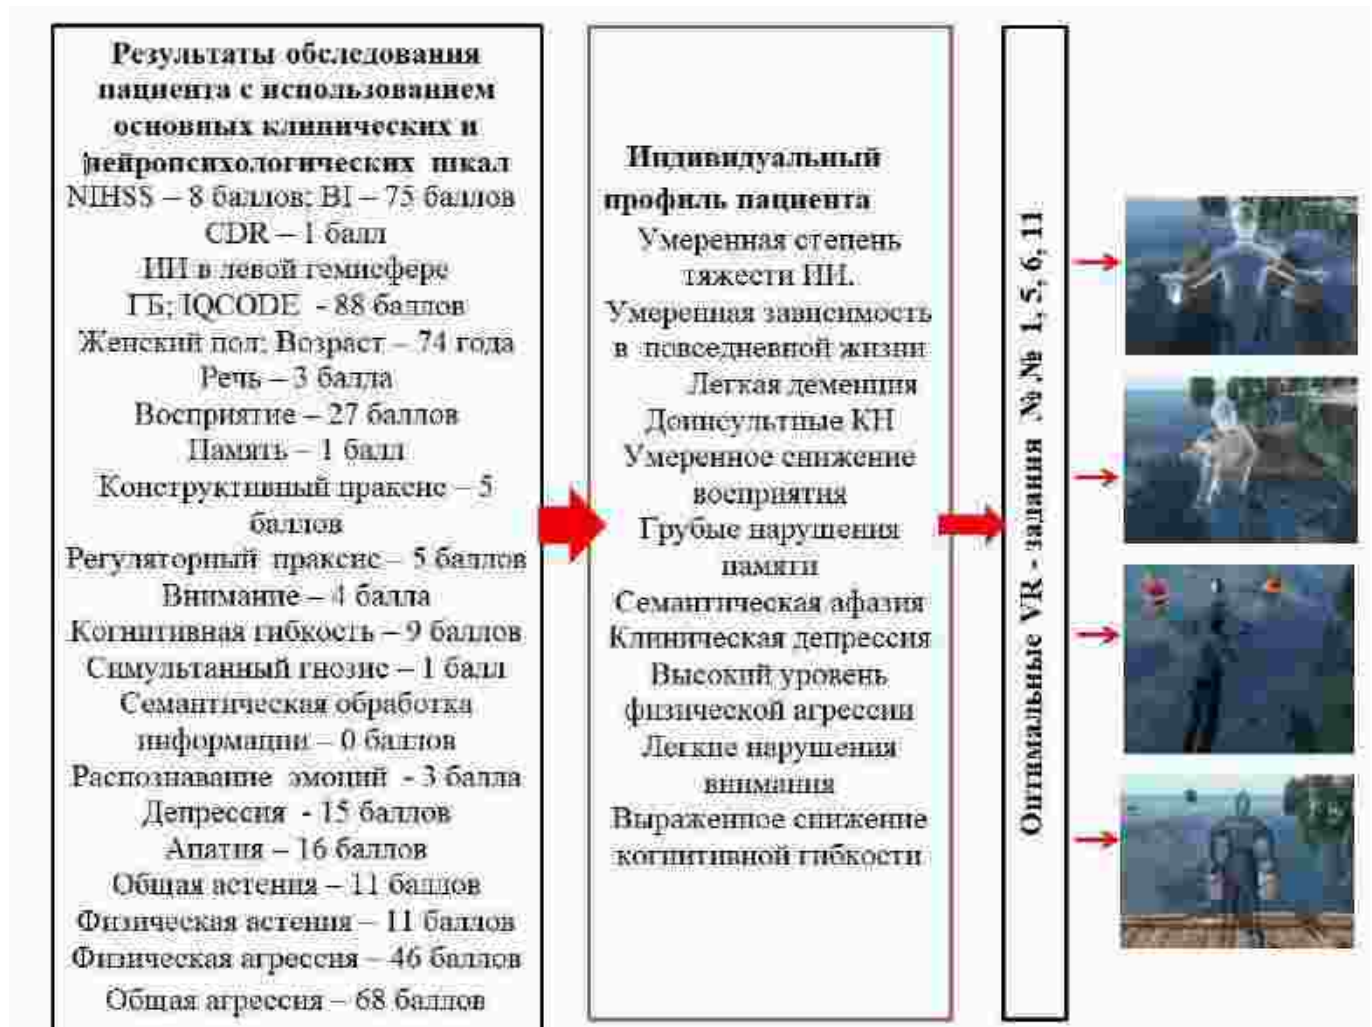 Результаты обследования
пациента с использованием
основных клинических и
нейропсихологических шкал
NIHSS – 8 баллов; BI – 75 баллов
CDR – 1 балл
ИИ в левой гемисфере
ГБ; IQCODE - 88 баллов
Женский пол; Возраст – 74 года
Речь – 3 балла
Восприятие – 27 баллов
Память – 1 балл
Конструктивный праксис – 5
баллов
Регуляторный праксис – 5 баллов
Внимание – 4 балла
Когнитивная гибкость – 9 баллов
Симультанный гнозис – 1 балл
Семантическая обработка
информации – 0 баллов
Распознавание эмоций - 3 балла
Депрессия - 15 баллов
Апатия – 16 баллов
Общая астения – 11 баллов
Физическая астения – 11 баллов
Физическая агрессия – 46 баллов
Общая агрессия – 68 баллов
Индивидуальный
профиль пациента
Умеренная степень
тяжести ИИ.
Умеренная зависимость
в повседневной жизни
Легкая деменция
Доинсультные КН
Умеренное снижение
восприятия
Грубые нарушения
памяти
Семантическая афазия
Клиническая депрессия
Высокий уровень
физической агрессии
Легкие нарушения
внимания
Выраженное снижение
когнитивной гибкости
Оптимальные VR - задания №№ 1, 5, 6, 11